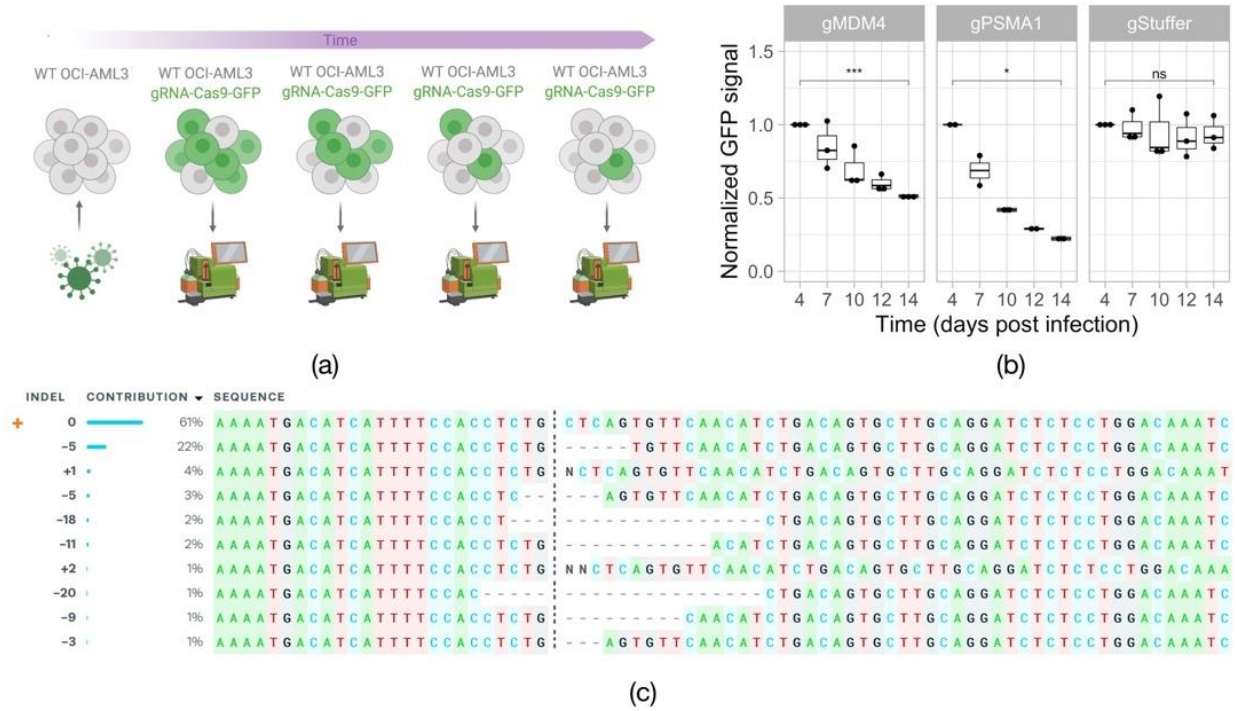 Time
WT OCI-AML3
WT OCI-AML3
gRNA-Cas9-GFP
WT OCI-AML3
gRNA-Cas9-GFP
WT OCI-AML3
gRNA-Cas9-GFP
WT OCI-AML3
gRNA-Cas9-GFP
(a)
gMDM4 gPSMA1 gStuffer
Normalized GFP signal
1.5
1.0
0.5
0.0
*** * ns
4 7 10 12 14 4 7 10 12 14 4 7 10 12 14
Time (days post infection)
(b)
INDEL CONTRIBUTION ▼ SEQUENCE
+ 0 61% AAAATGACATCATTTTCCACCTCTG CTCAGTGTTCAACATCTGACAGTGCTTGCAGGATCTCTCCTGGACAAATC
-5 22% AAAATGACATCATTTTCCACCTCTG -----TGTTCAACATCTGACAGTGCTTGCAGGATCTCTCCTGGACAAATC
+1 4% AAAATGACATCATTTTCCACCTCTG NCTCAGTGTTCAACATCTGACAGTGCTTGCAGGATCTCTCCTGGACAAAT
-5 3% AAAATGACATCATTTTCCACCTC-- ---AGTGTTCAACATCTGACAGTGCTTGCAGGATCTCTCCTGGACAAATC
-18 2% AAAATGACATCATTTTCCACCT--- ---------------CTGACAGTGCTTGCAGGATCTCTCCTGGACAAATC
-11 2% AAAATGACATCATTTTCCACCTCTG -----------ACATCTGACAGTGCTTGCAGGATCTCTCCTGGACAAATC
+2 1% AAAATGACATCATTTTCCACCTCTG NNCTCAGTGTTCAACATCTGACAGTGCTTGCAGGATCTCTCCTGGACAAA
-20 1% AAAATGACATCATTTTCCAC----- ---------------CTGACAGTGCTTGCAGGATCTCTCCTGGACAAATC
-9 1% AAAATGACATCATTTTCCACCTCTG ---------CAACATCTGACAGTGCTTGCAGGATCTCTCCTGGACAAATC
-3 1% AAAATGACATCATTTTCCACCTCTG ---AGTGTTCAACATCTGACAGTGCTTGCAGGATCTCTCCTGGACAAATC
(c)